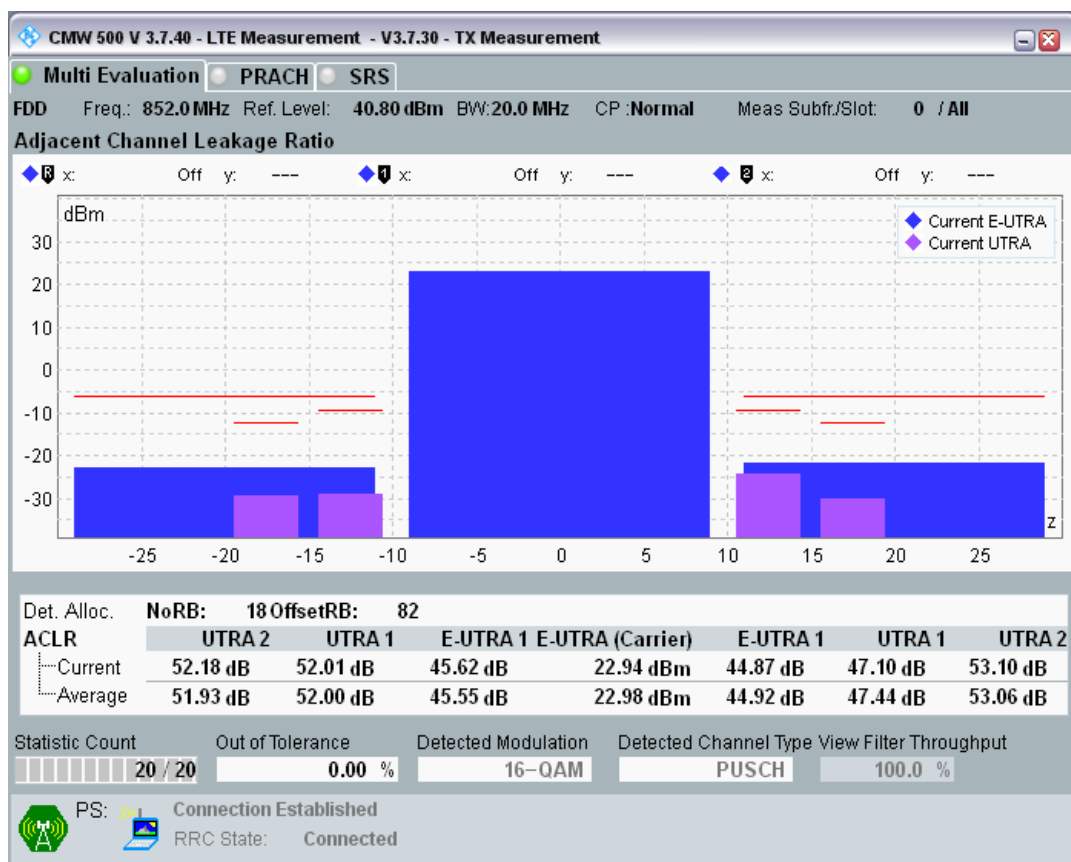 CMW 500 V 3.7.40 - LTE Measurement - V3.7.30 - TX Measurement
Multi Evaluation PRACH SRS
FDD Freq.: 852.0 MHz Ref. Level: 40.80 dBm BW:20.0 MHz CP :Normal Meas Subfr./Slot: 0 / All
Adjacent Channel Leakage Ratio
R x: Off y: --- 1 x: Off y: --- 2 x: Off y: ---
dBm
Current E-UTRA
Current UTRA
30
20
10
0
-10
-20
-30
z
-25 -20 -15 -10 -5 0 5 10 15 20 25
Det. Alloc. NoRB: 18 OffsetRB: 82
ACLR UTRA 2 UTRA 1 E-UTRA 1 E-UTRA (Carrier) E-UTRA 1 UTRA 1 UTRA 2
Current 52.18 dB 52.01 dB 45.62 dB 22.94 dBm 44.87 dB 47.10 dB 53.10 dB
Average 51.93 dB 52.00 dB 45.55 dB 22.98 dBm 44.92 dB 47.44 dB 53.06 dB
Statistic Count Out of Tolerance Detected Modulation Detected Channel Type View Filter Throughput
20 / 20 0.00 % 16-QAM PUSCH 100.0 %
PS: Connection Established
RRC State: Connected